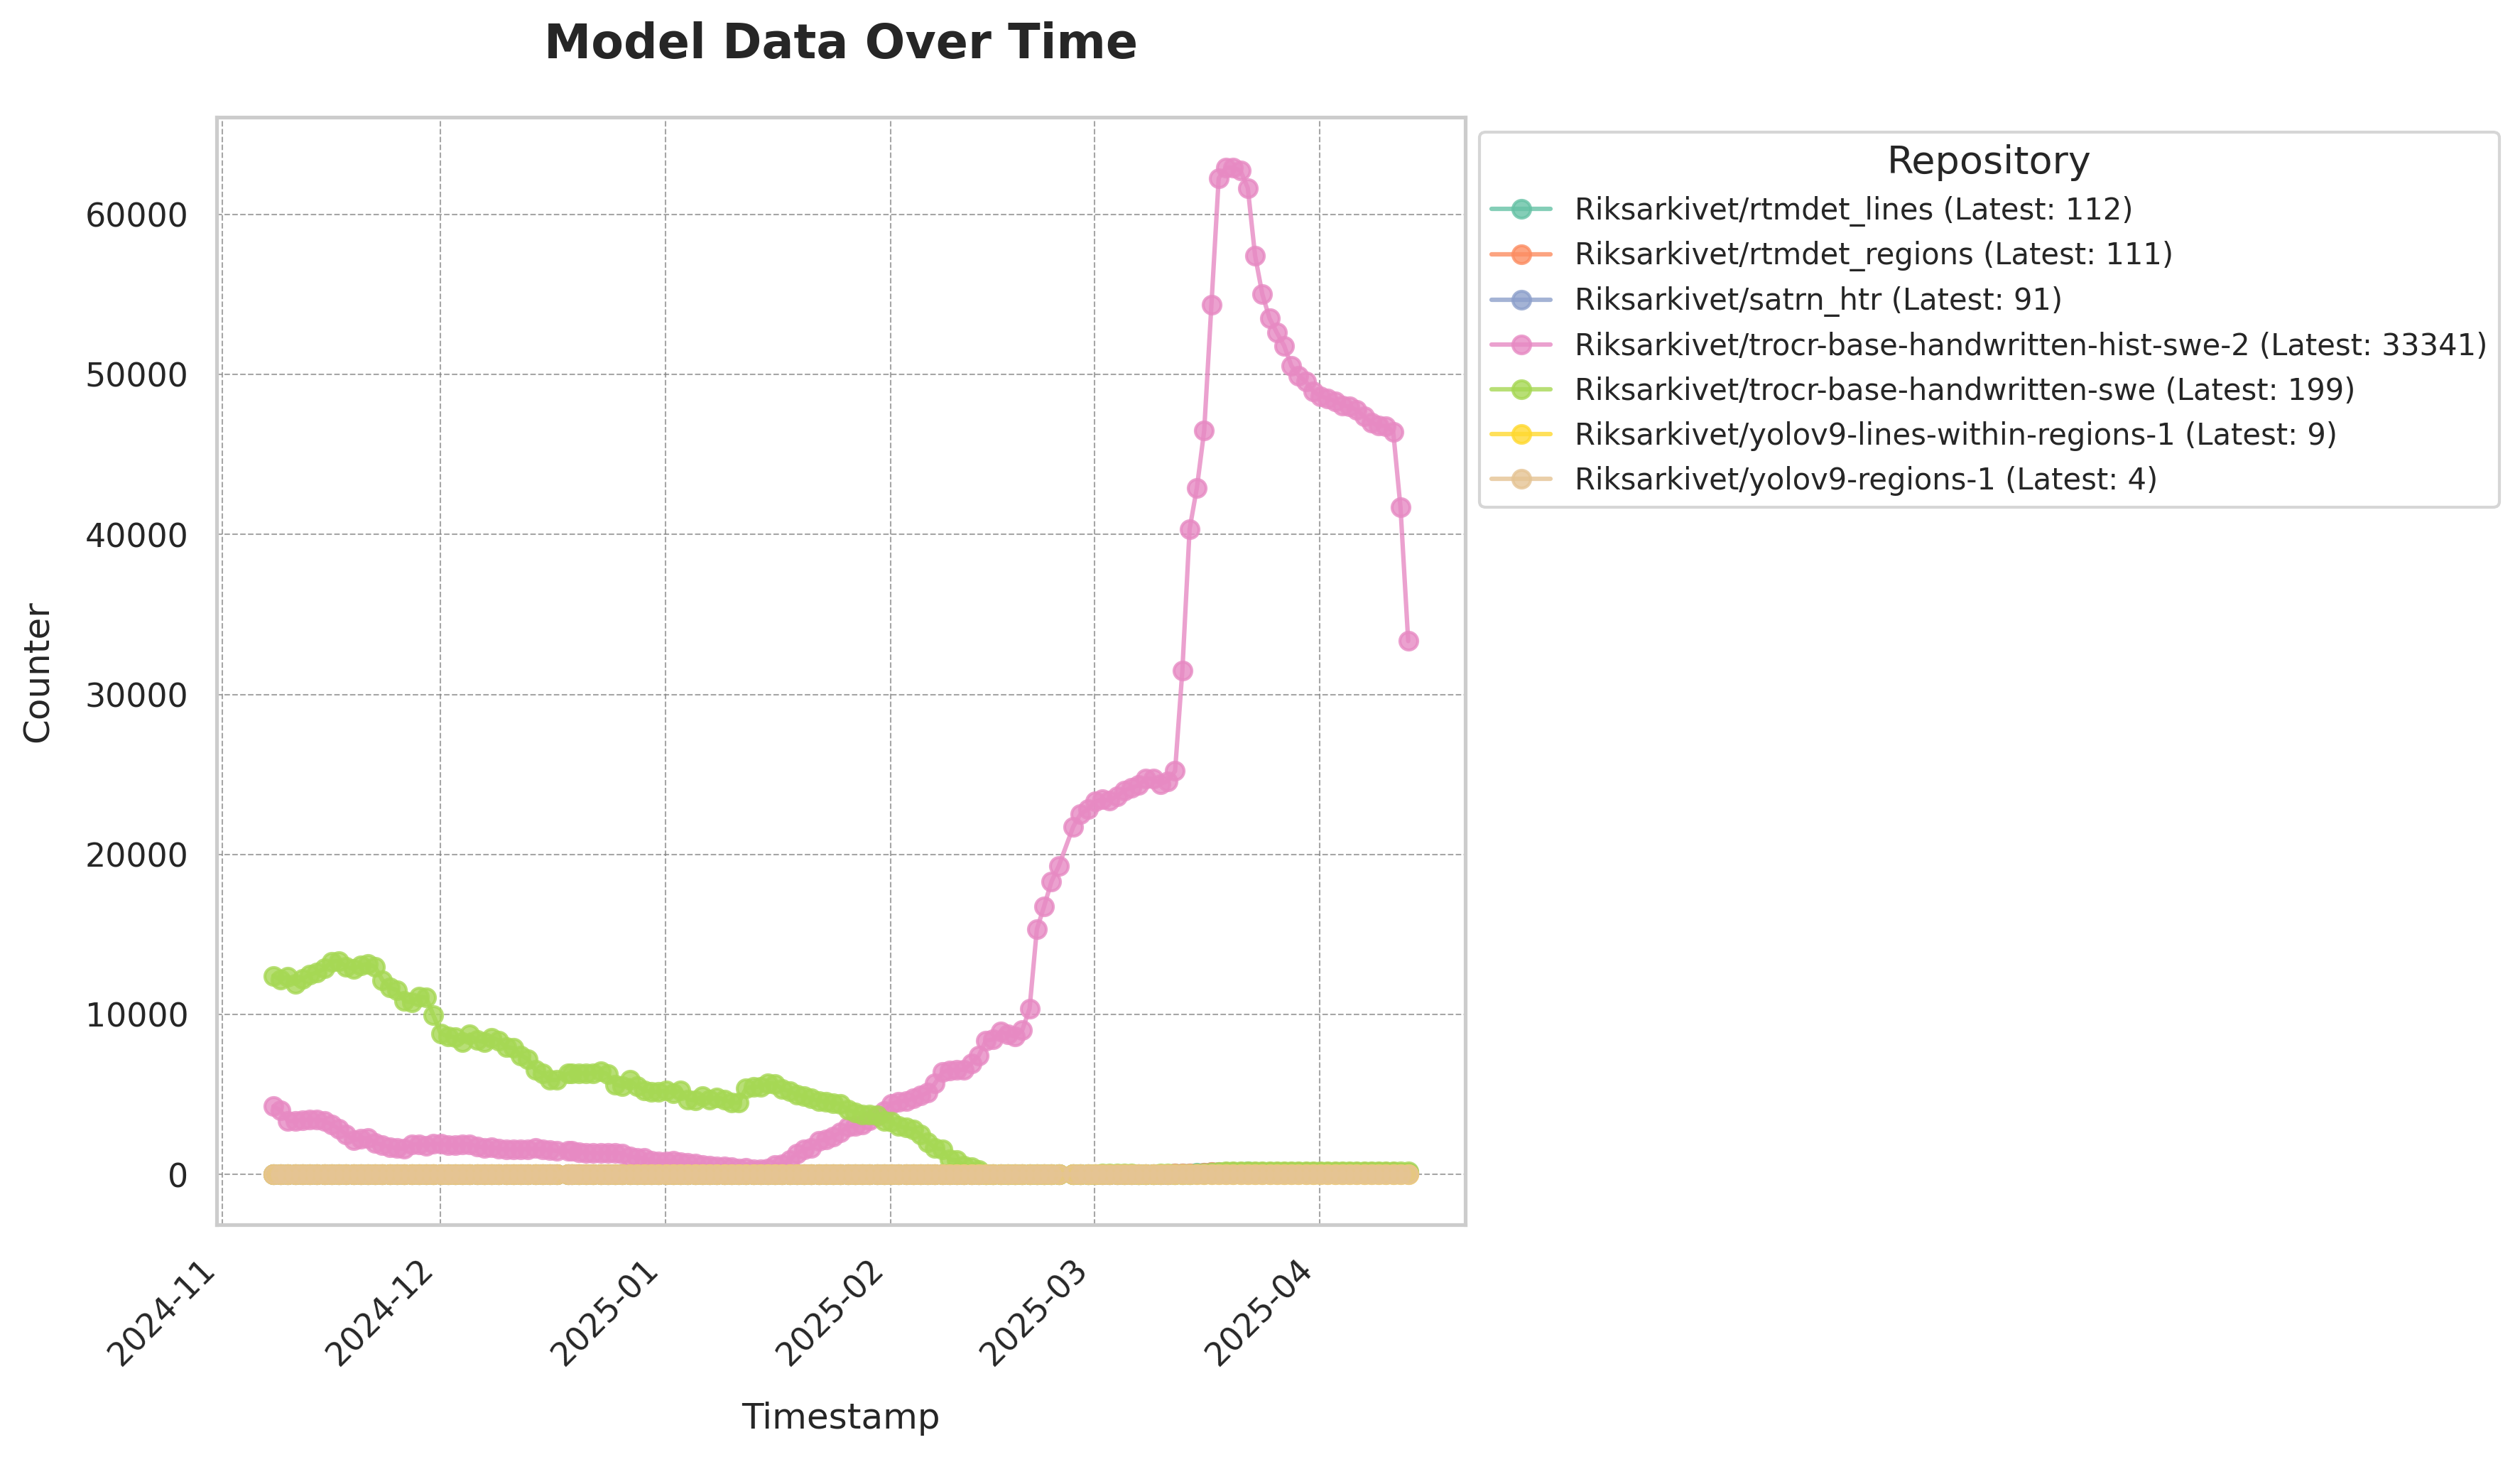 Model Data Over Time
Repository
Riksarkivet/rtmdet_lines (Latest: 112)
Riksarkivet/rtmdet_regions (Latest: 111)
Riksarkivet/satrn_htr (Latest: 91)
Riksarkivet/trocr-base-handwritten-hist-swe-2 (Latest: 33341)
Riksarkivet/trocr-base-handwritten-swe (Latest: 199)
Riksarkivet/yolov9-lines-within-regions-1 (Latest: 9)
Riksarkivet/yolov9-regions-1 (Latest: 4)
Counter
60000
50000
40000
30000
20000
10000
0
2024-11
2024-12
2025-01
2025-02
2025-03
2025-04
Timestamp